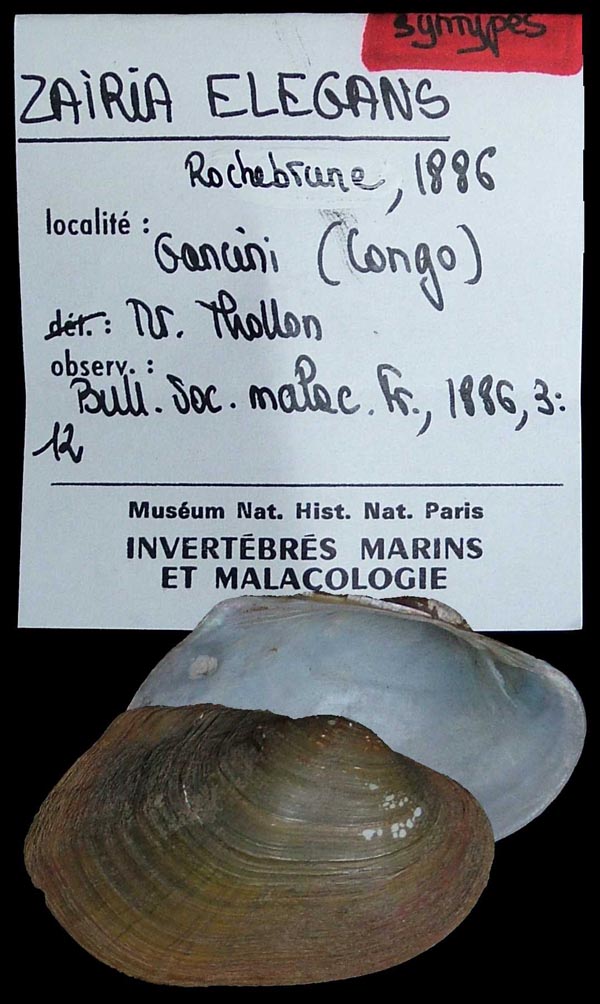 syntypes
ZAÏRIA ELEGANS
Rochebrune, 1886
localité :
Gancini (Congo)
dét. : Mr. Thollon
observ. :
Bull. Soc. malac. Fr., 1886, 3:
12
Muséum Nat. Hist. Nat. Paris
INVERTÉBRÉS MARINS
ET MALACOLOGIE